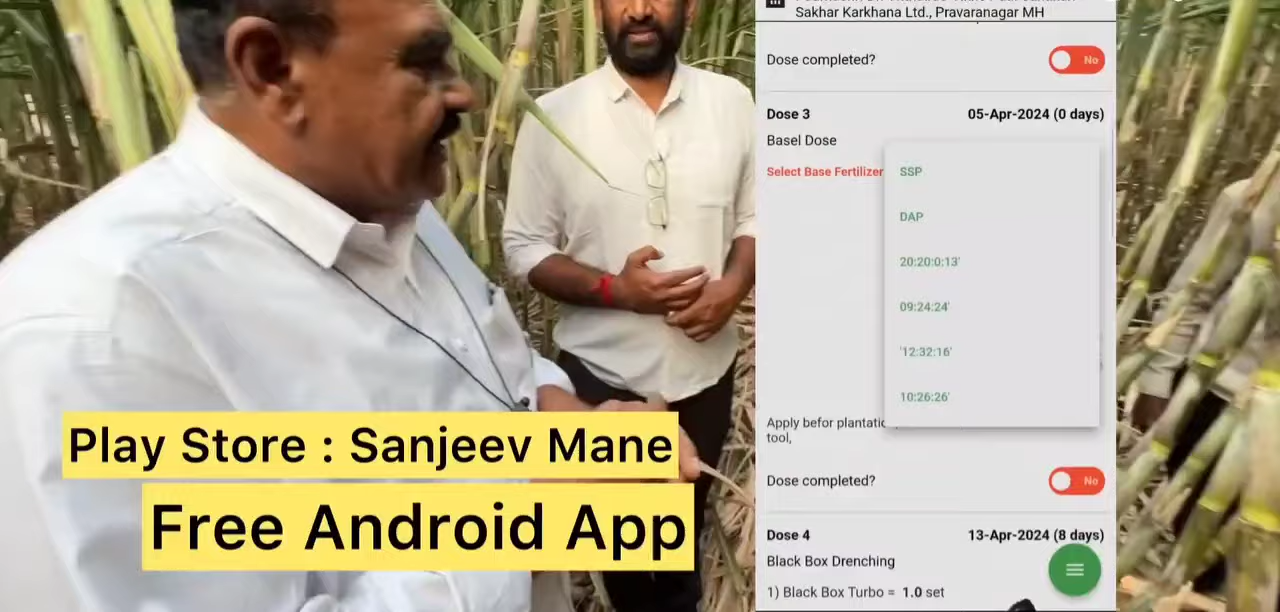 Sakhar Karkhana Ltd., Pravaranagar MH
Dose completed?
No
Dose 3
05-Apr-2024 (0 days)
Basel Dose
Select Base Fertilizer
SSP
DAP
20:20:0:13'
09:24:24'
'12:32:16'
10:26:26'
Apply befor
tool,
Dose completed?
No
Dose 4
13-Apr-2024 (8 days)
Black Box Drenching
1) Black Box Turbo = 1.0 set
Play Store : Sanjeev Mane
Free Android App